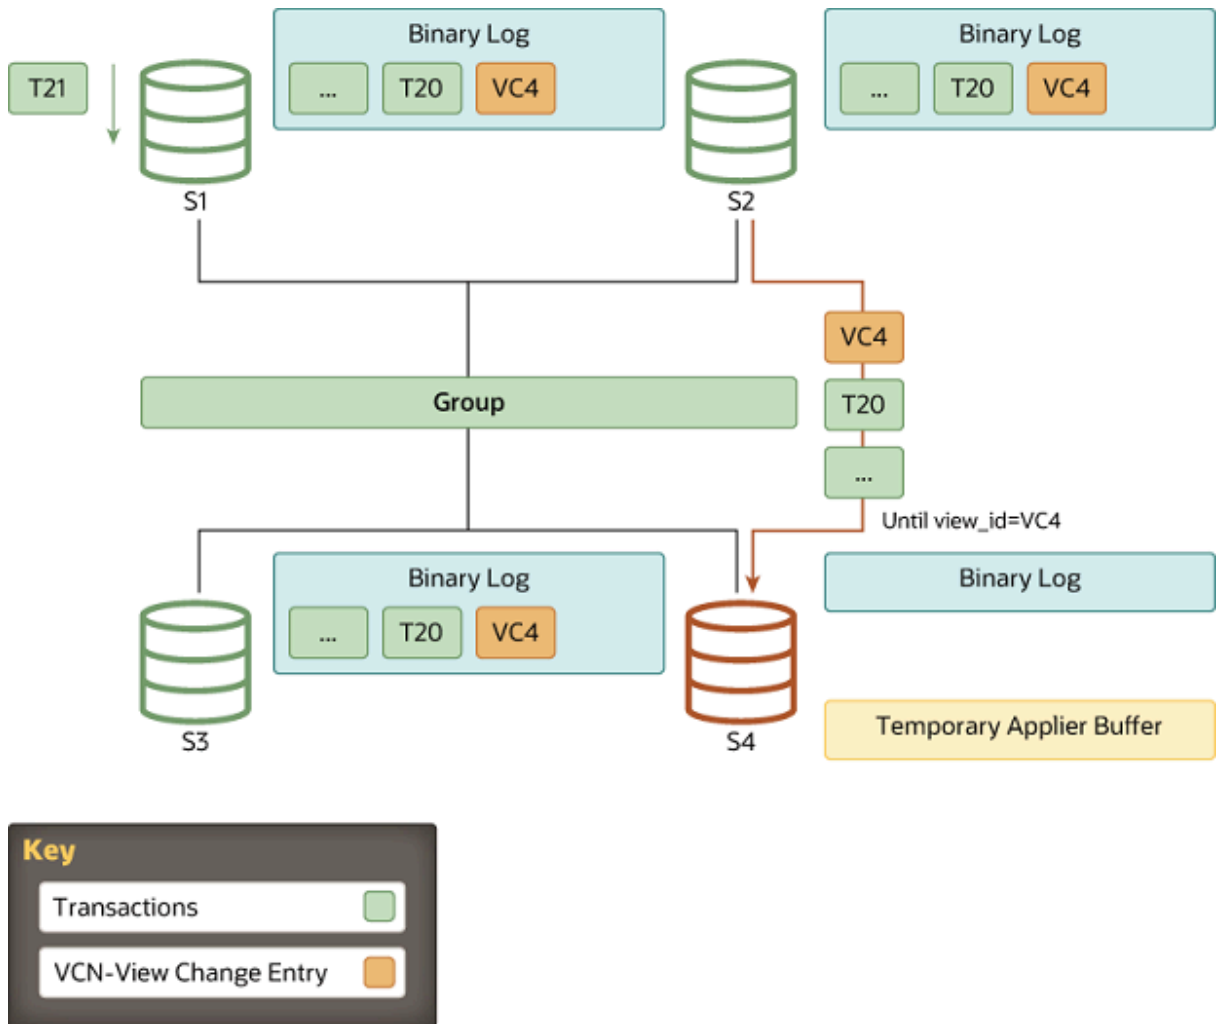 Binary Log
Binary Log
T21
...
T20
VC4
...
T20
VC4
S1
S2
VC4
Group
T20
...
Until view_id=VC4
Binary Log
Binary Log
...
T20
VC4
Temporary Applier Buffer
S3
S4
Key
Transactions
VCN-View Change Entry